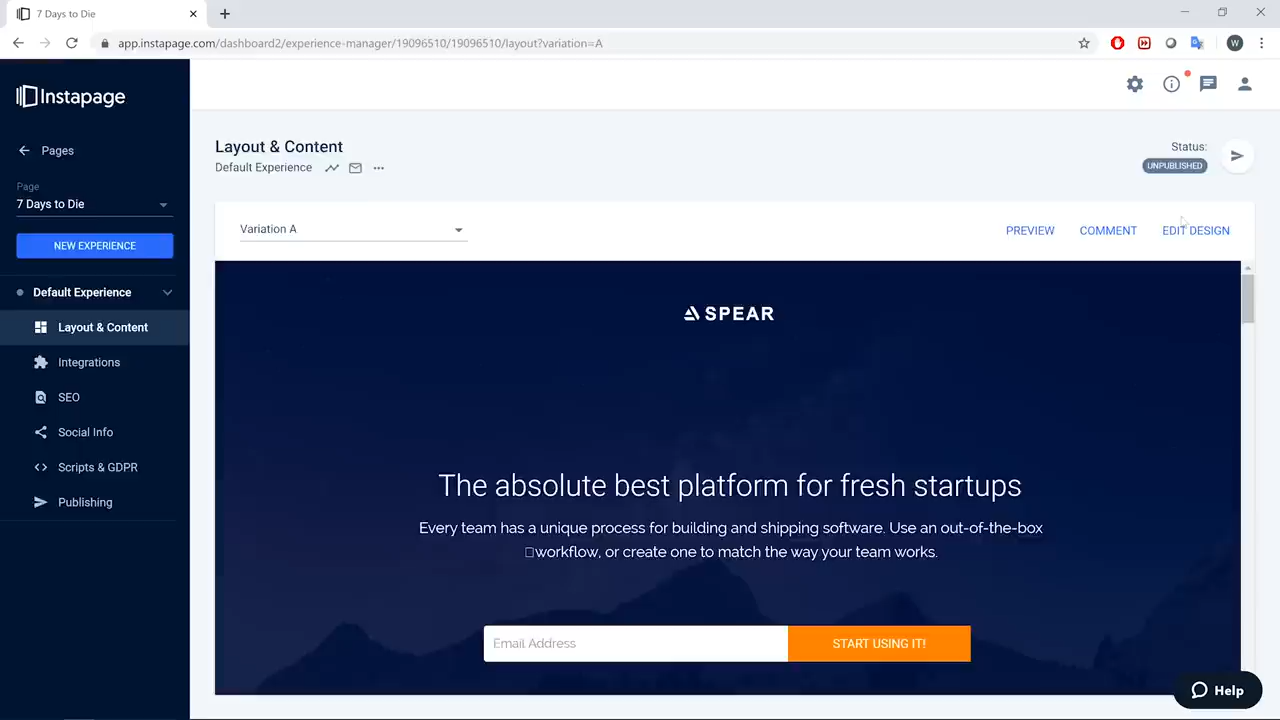 7 Days to Die
app.instapage.com/dashboard2/experience-manager/19096510/19096510/layout?variation=A
W
Instapage
Pages
Page
7 Days to Die
NEW EXPERIENCE
Default Experience
Layout & Content
Integrations
SEO
Social Info
Scripts & GDPR
Publishing
Layout & Content
Default Experience
Status:
UNPUBLISHED
Variation A
PREVIEW
COMMENT
EDIT DESIGN
SPEAR
The absolute best platform for fresh startups
Every team has a unique process for building and shipping software. Use an out-of-the-box
workflow, or create one to match the way your team works.
Email Address
START USING IT!
Help